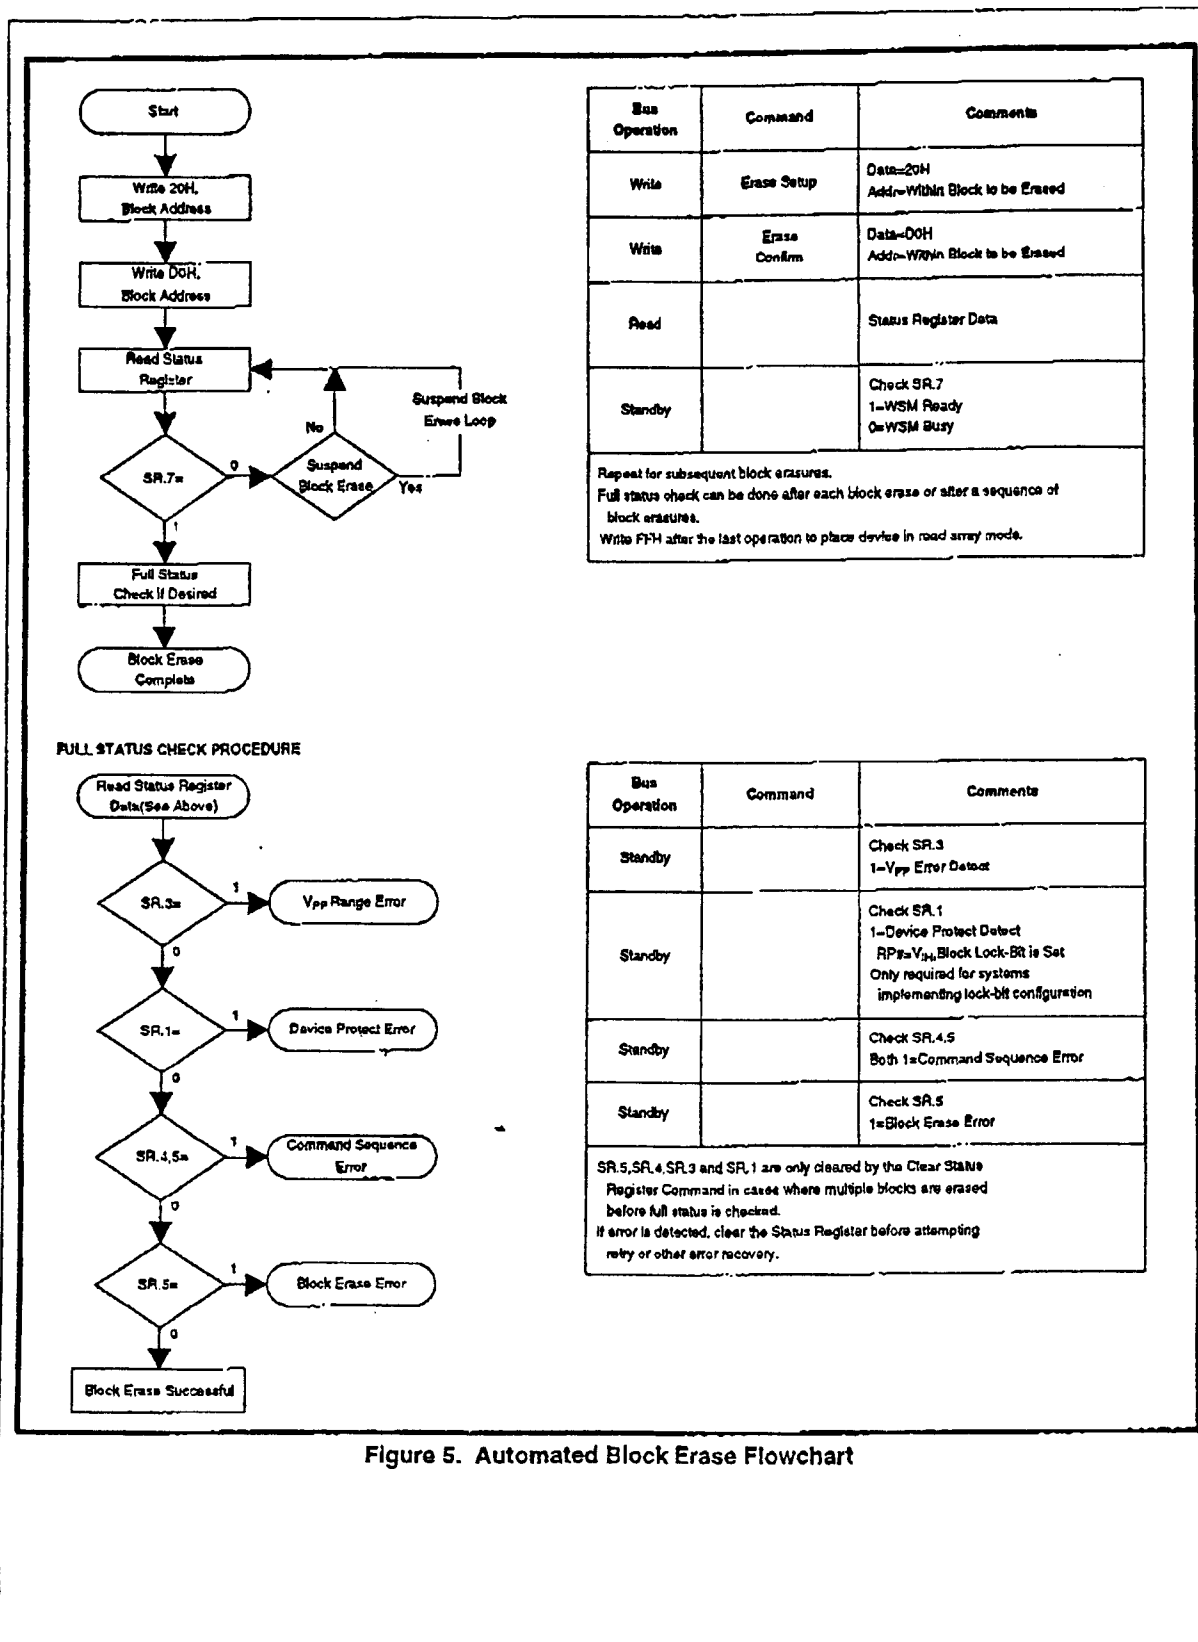 Start
Write 20H,
Block Address
Write D0H,
Block Address
Read Status
Register
Suspend Block
Erase Loop
No
SR.7=
0
Suspend
Block Erase
Yes
1
Full Status
Check if Desired
Block Erase
Complete
Bus
Operation
Command
Comments
Write
Erase Setup
Data=20H
Addr=Within Block to be Erased
Write
Erase
Confirm
Data=D0H
Addr=Within Block to be Erased
Read
Status Register Data
Standby
Check SR.7
1=WSM Ready
0=WSM Busy
Repeat for subsequent block erasures.
Full status check can be done after each block erase or after a sequence of
block erasures.
Write FFH after the last operation to place device in read array mode.
FULL STATUS CHECK PROCEDURE
Read Status Register
Data(See Above)
SR.3=
1
VPP Range Error
0
SR.1=
1
Device Protect Error
0
SR.4,5=
1
Command Sequence
Error
0
SR.5=
1
Block Erase Error
0
Block Erase Successful
Bus
Operation
Command
Comments
Standby
Check SR.3
1=VPP Error Detect
Standby
Check SR.1
1=Device Protect Detect
RP#=VIH,Block Lock-Bit is Set
Only required for systems
implementing lock-bit configuration
Standby
Check SR.4,5
Both 1=Command Sequence Error
Standby
Check SR.5
1=Block Erase Error
SR.5,SR.4,SR.3 and SR.1 are only cleared by the Clear Status
Register Command in cases where multiple blocks are erased
before full status is checked.
If error is detected, clear the Status Register before attempting
retry or other error recovery.
Figure 5. Automated Block Erase Flowchart